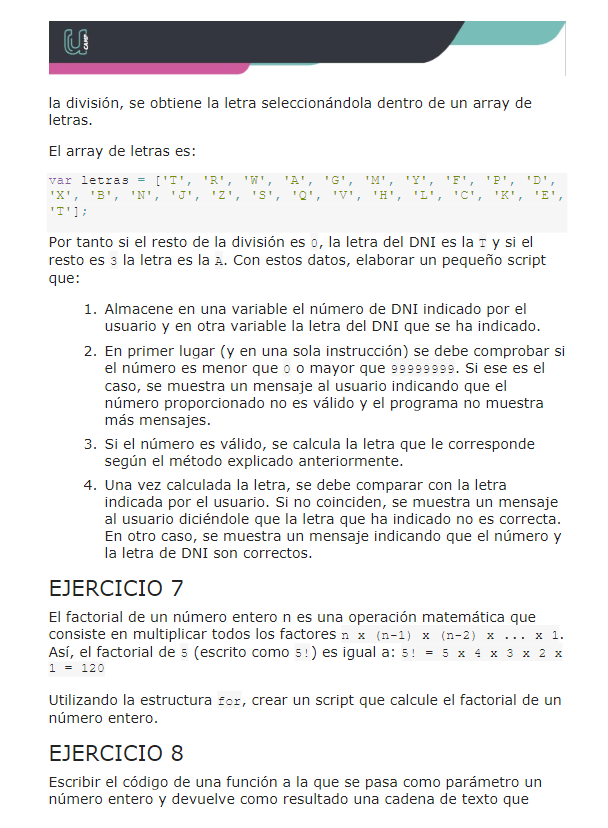 U
CAMP
la división, se obtiene la letra seleccionándola dentro de un array de
letras.
El array de letras es:
var letras = ['T', 'R', 'W', 'A', 'G', 'M', 'Y', 'F', 'P', 'D',
'X', 'B', 'N', 'J', 'Z', 'S', 'Q', 'V', 'H', 'L', 'C', 'K', 'E',
'T'];
Por tanto si el resto de la división es 0, la letra del DNI es la T y si el
resto es 3 la letra es la A. Con estos datos, elaborar un pequeño script
que:
1. Almacene en una variable el número de DNI indicado por el
usuario y en otra variable la letra del DNI que se ha indicado.
2. En primer lugar (y en una sola instrucción) se debe comprobar si
el número es menor que 0 o mayor que 99999999. Si ese es el
caso, se muestra un mensaje al usuario indicando que el
número proporcionado no es válido y el programa no muestra
más mensajes.
3. Si el número es válido, se calcula la letra que le corresponde
según el método explicado anteriormente.
4. Una vez calculada la letra, se debe comparar con la letra
indicada por el usuario. Si no coinciden, se muestra un mensaje
al usuario diciéndole que la letra que ha indicado no es correcta.
En otro caso, se muestra un mensaje indicando que el número y
la letra de DNI son correctos.
EJERCICIO 7
El factorial de un número entero n es una operación matemática que
consiste en multiplicar todos los factores n x (n-1) x (n-2) x ... x 1.
Así, el factorial de 5 (escrito como 5!) es igual a: 5! = 5 x 4 x 3 x 2 x
1 = 120
Utilizando la estructura for, crear un script que calcule el factorial de un
número entero.
EJERCICIO 8
Escribir el código de una función a la que se pasa como parámetro un
número entero y devuelve como resultado una cadena de texto que